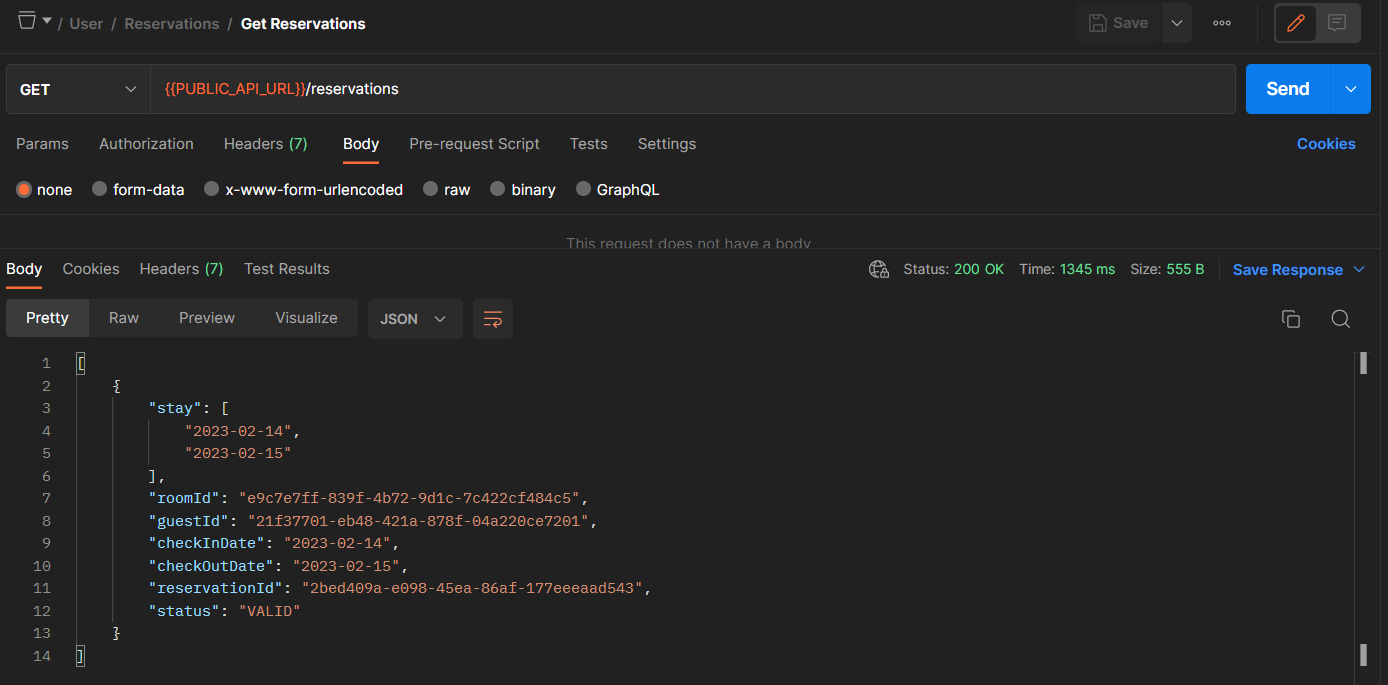 / User / Reservations / Get Reservations
Save
GET {{PUBLIC_API_URL}}/reservations Send
Params Authorization Headers (7) Body Pre-request Script Tests Settings Cookies
none form-data x-www-form-urlencoded raw binary GraphQL
This request does not have a body
Body Cookies Headers (7) Test Results Status: 200 OK Time: 1345 ms Size: 555 B Save Response
Pretty Raw Preview Visualize JSON
1 [
2 {
3 "stay": [
4 "2023-02-14",
5 "2023-02-15"
6 ],
7 "roomId": "e9c7e7ff-839f-4b72-9d1c-7c422cf484c5",
8 "guestId": "21f37701-eb48-421a-878f-04a220ce7201",
9 "checkInDate": "2023-02-14",
10 "checkOutDate": "2023-02-15",
11 "reservationId": "2bed409a-e098-45ea-86af-177eeeaad543",
12 "status": "VALID"
13 }
14 ]